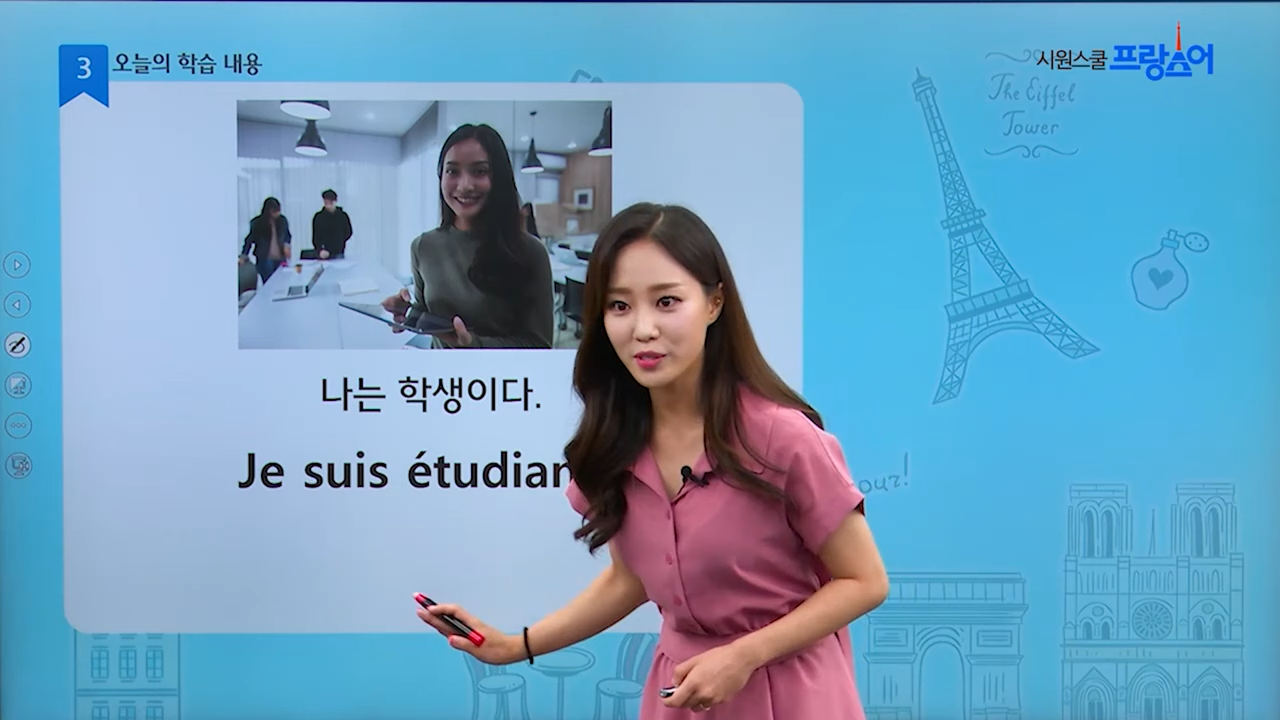 3 오늘의 학습 내용
시원스쿨 프랑스어
The Eiffel
Tower
나는 학생이다.
Je suis
our!